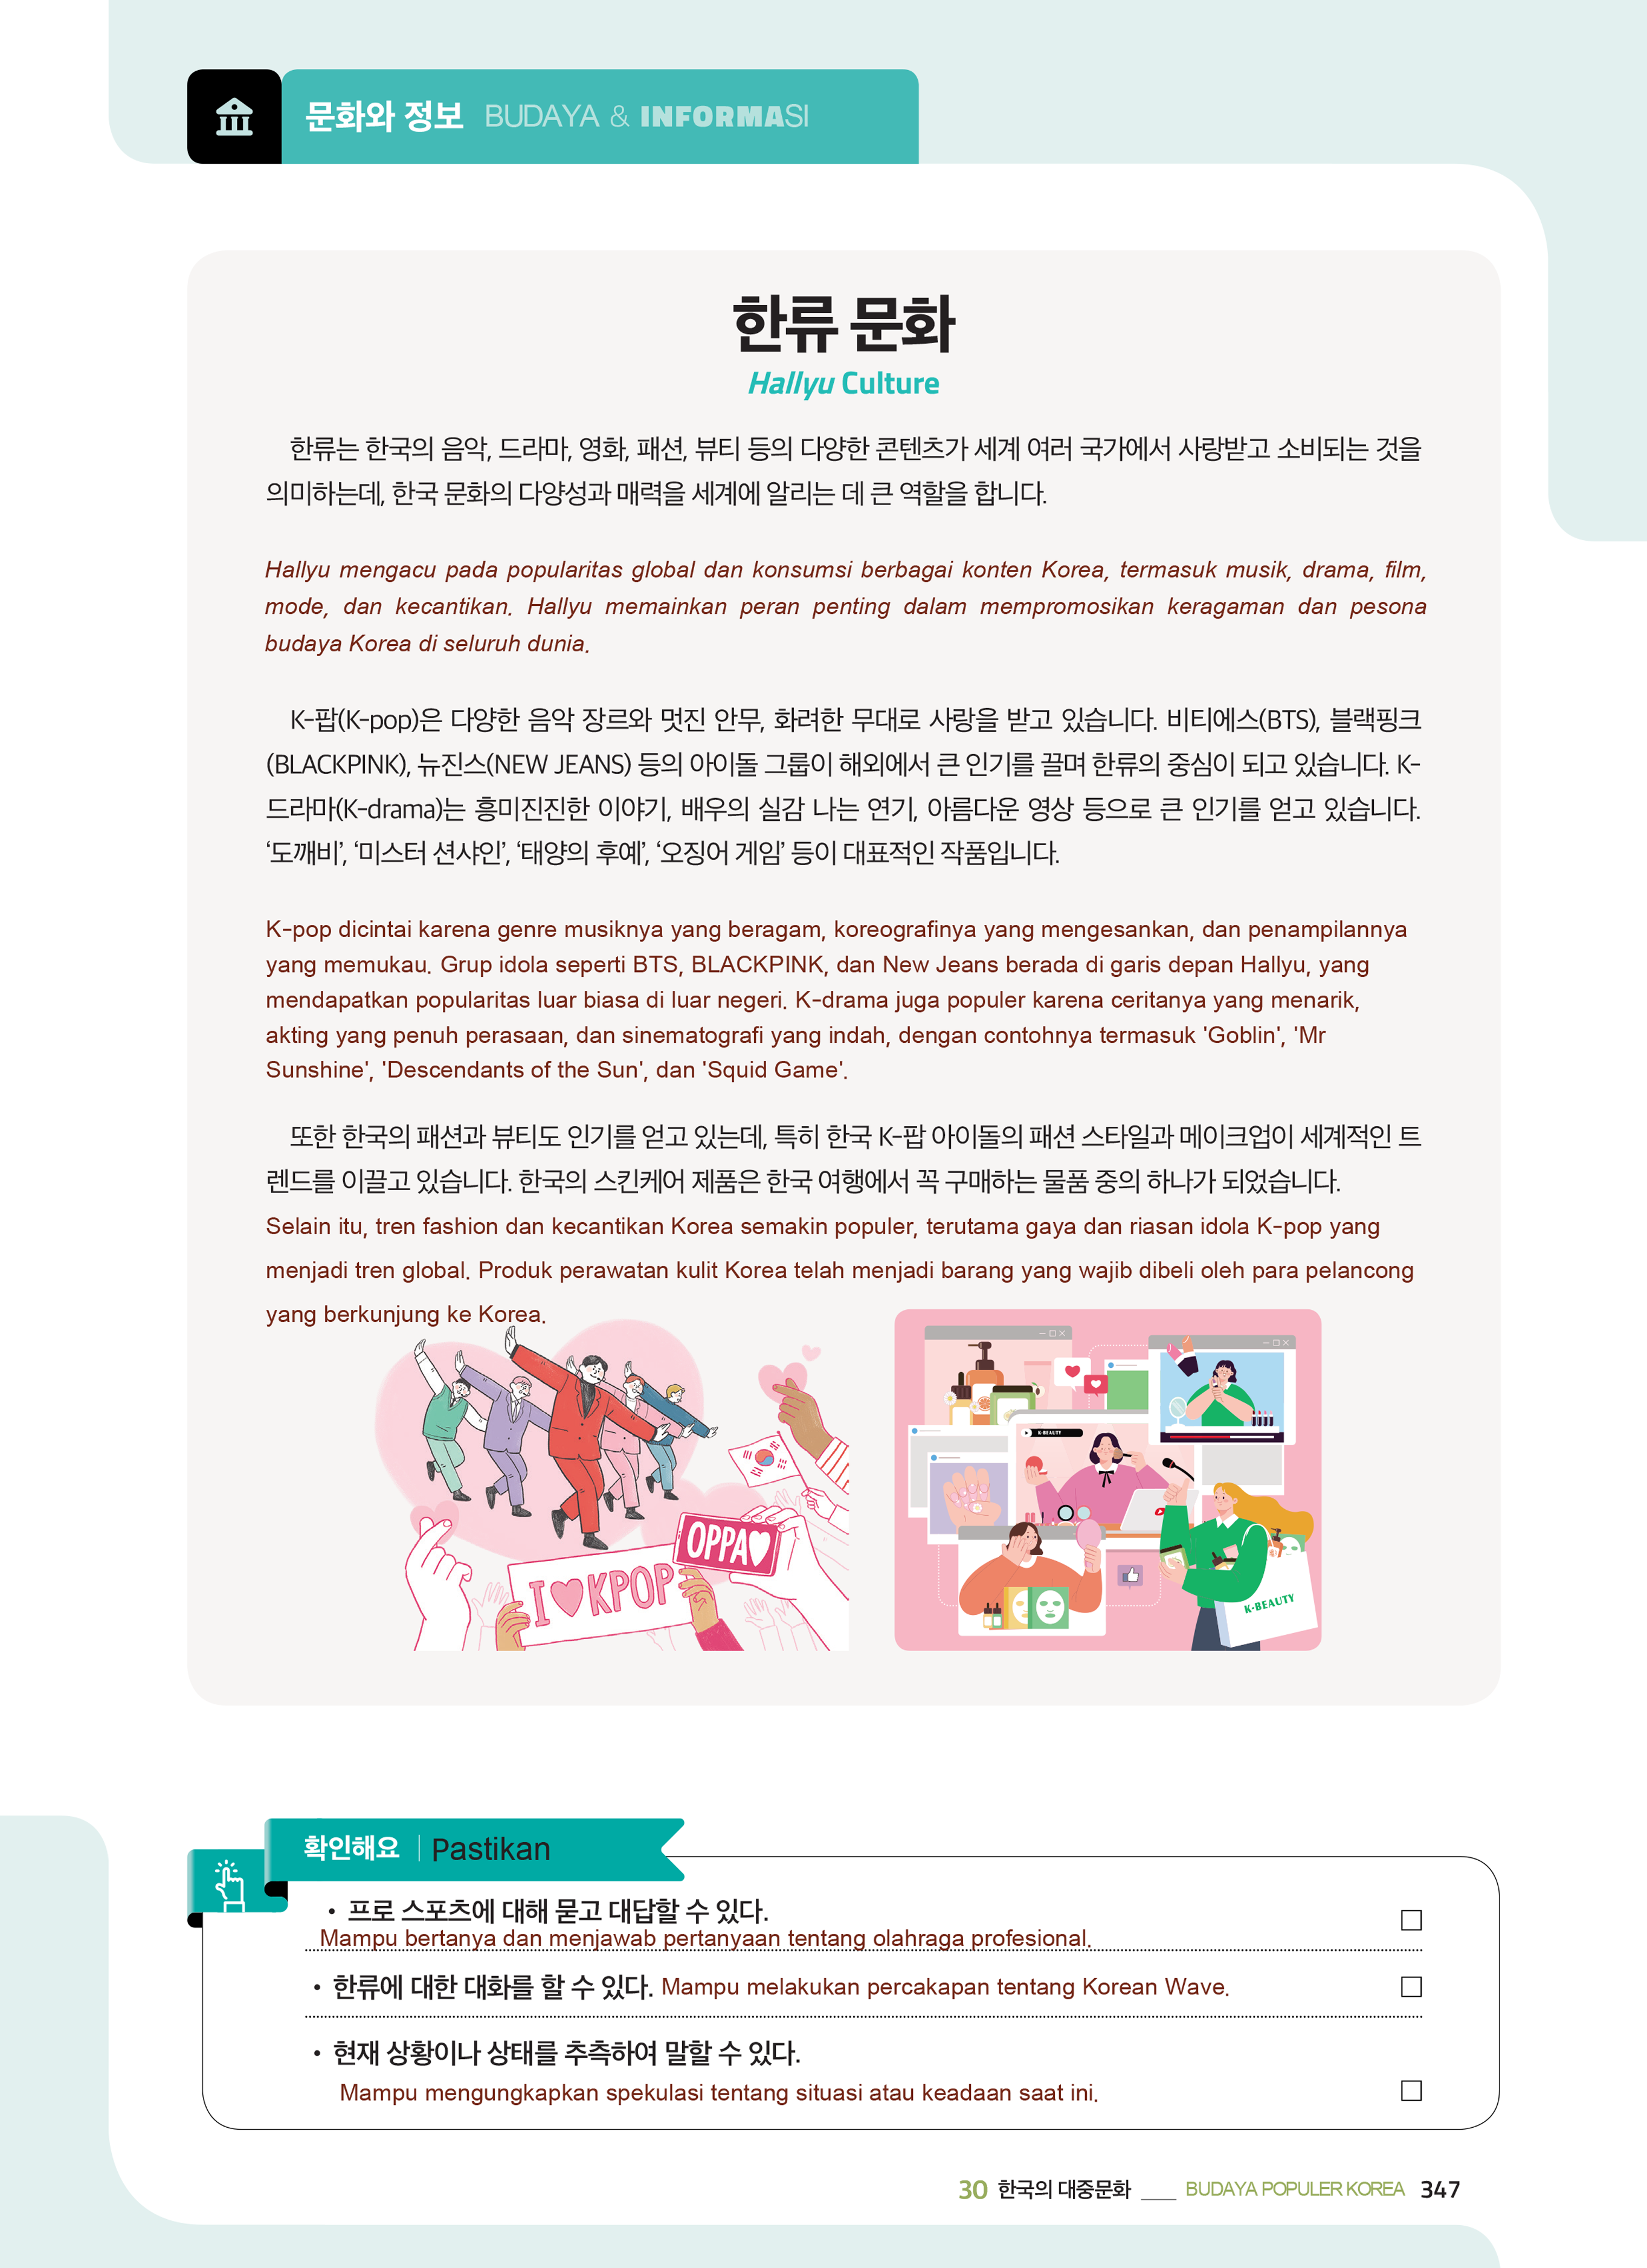 문화와 정보 BUDAYA & INFORMASI
한류 문화
Hallyu Culture
한류는 한국의 음악, 드라마, 영화, 패션, 뷰티 등의 다양한 콘텐츠가 세계 여러 국가에서 사랑받고 소비되는 것을
의미하는데, 한국 문화의 다양성과 매력을 세계에 알리는 데 큰 역할을 합니다.
Hallyu mengacu pada popularitas global dan konsumsi berbagai konten Korea, termasuk musik, drama, film,
mode, dan kecantikan. Hallyu memainkan peran penting dalam mempromosikan keragaman dan pesona
budaya Korea di seluruh dunia.
K-팝(K-pop)은 다양한 음악 장르와 멋진 안무, 화려한 무대로 사랑을 받고 있습니다. 비티에스(BTS), 블랙핑크
(BLACKPINK), 뉴진스(NEW JEANS) 등의 아이돌 그룹이 해외에서 큰 인기를 끌며 한류의 중심이 되고 있습니다. K-
드라마(K-drama)는 흥미진진한 이야기, 배우의 실감 나는 연기, 아름다운 영상 등으로 큰 인기를 얻고 있습니다.
‘도깨비’, ‘미스터 션샤인’, ‘태양의 후예’, ‘오징어 게임’ 등이 대표적인 작품입니다.
K-pop dicintai karena genre musiknya yang beragam, koreografinya yang mengesankan, dan penampilannya
yang memukau. Grup idola seperti BTS, BLACKPINK, dan New Jeans berada di garis depan Hallyu, yang
mendapatkan popularitas luar biasa di luar negeri. K-drama juga populer karena ceritanya yang menarik,
akting yang penuh perasaan, dan sinematografi yang indah, dengan contohnya termasuk 'Goblin', 'Mr
Sunshine', 'Descendants of the Sun', dan 'Squid Game'.
또한 한국의 패션과 뷰티도 인기를 얻고 있는데, 특히 한국 K-팝 아이돌의 패션 스타일과 메이크업이 세계적인 트
렌드를 이끌고 있습니다. 한국의 스킨케어 제품은 한국 여행에서 꼭 구매하는 물품 중의 하나가 되었습니다.
Selain itu, tren fashion dan kecantikan Korea semakin populer, terutama gaya dan riasan idola K-pop yang
menjadi tren global. Produk perawatan kulit Korea telah menjadi barang yang wajib dibeli oleh para pelancong
yang berkunjung ke Korea.
OPPA
I KPOP
K-BEAUTY
K-BEAUTY
확인해요 Pastikan
• 프로 스포츠에 대해 묻고 대답할 수 있다.
Mampu bertanya dan menjawab pertanyaan tentang olahraga profesional.
• 한류에 대한 대화를 할 수 있다. Mampu melakukan percakapan tentang Korean Wave.
• 현재 상황이나 상태를 추측하여 말할 수 있다.
Mampu mengungkapkan spekulasi tentang situasi atau keadaan saat ini.
30 한국의 대중문화 ___ BUDAYA POPULER KOREA 347